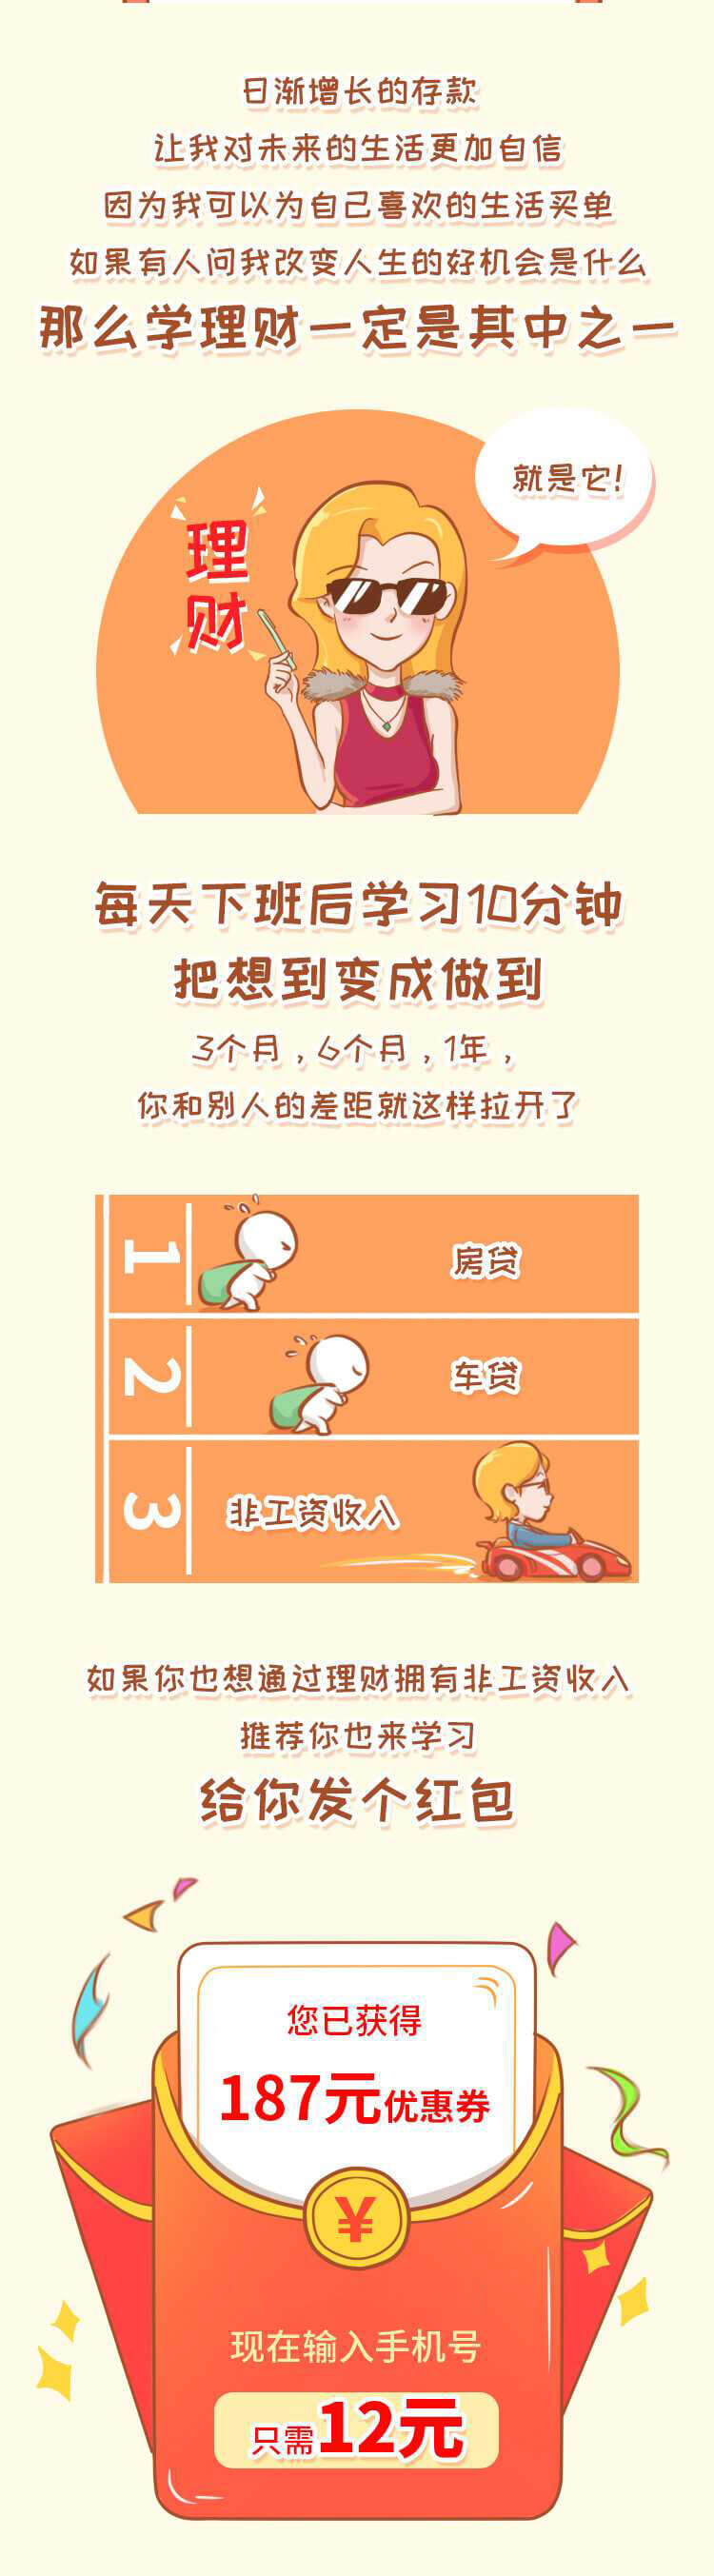 日渐增长的存款
让我对未来的生活更加自信
因为我可以为自己喜欢的生活买单
如果有人问我改变人生的好机会是什么
那么学理财一定是其中之一
就是它!
理
财
每天下班后学习10分钟
把想到变成做到
3个月，6个月，1年，
你和别人的差距就这样拉开了
1
房贷
2
车贷
3
非工资收入
如果你也想通过理财拥有非工资收入
推荐你也来学习
给你发个红包
您已获得
187元优惠券
¥
现在输入手机号
只需12元